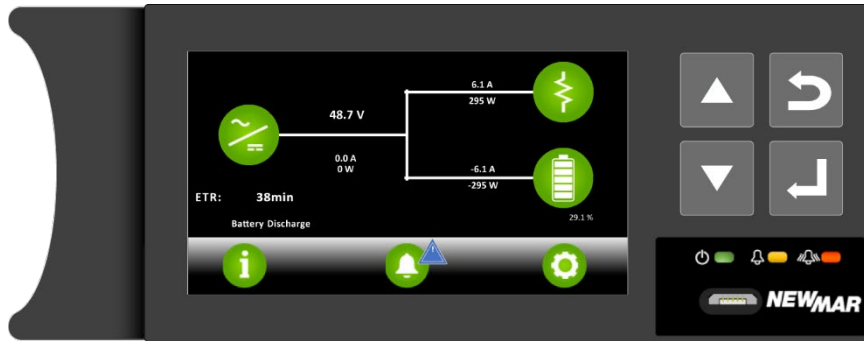 6.1 A
295 W
48.7 V
0.0 A
0 W
-6.1 A
-295 W
ETR: 38min
29.1 %
Battery Discharge
NEWMAR